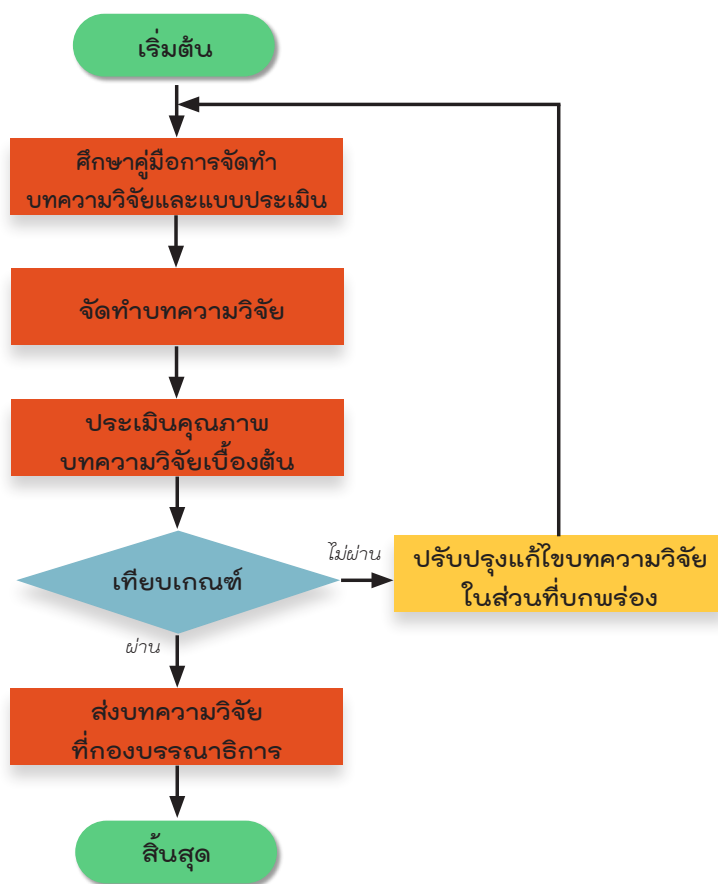 เริ่มต้น
ศึกษาคู่มือการจัดทำ
บทความวิจัยและแบบประเมิน
จัดทำบทความวิจัย
ประเมินคุณภาพ
บทความวิจัยเบื้องต้น
เทียบเกณฑ์
ไม่ผ่าน
ปรับปรุงแก้ไขบทความวิจัย
ในส่วนที่บกพร่อง
ผ่าน
ส่งบทความวิจัย
ที่กองบรรณาธิการ
สิ้นสุด